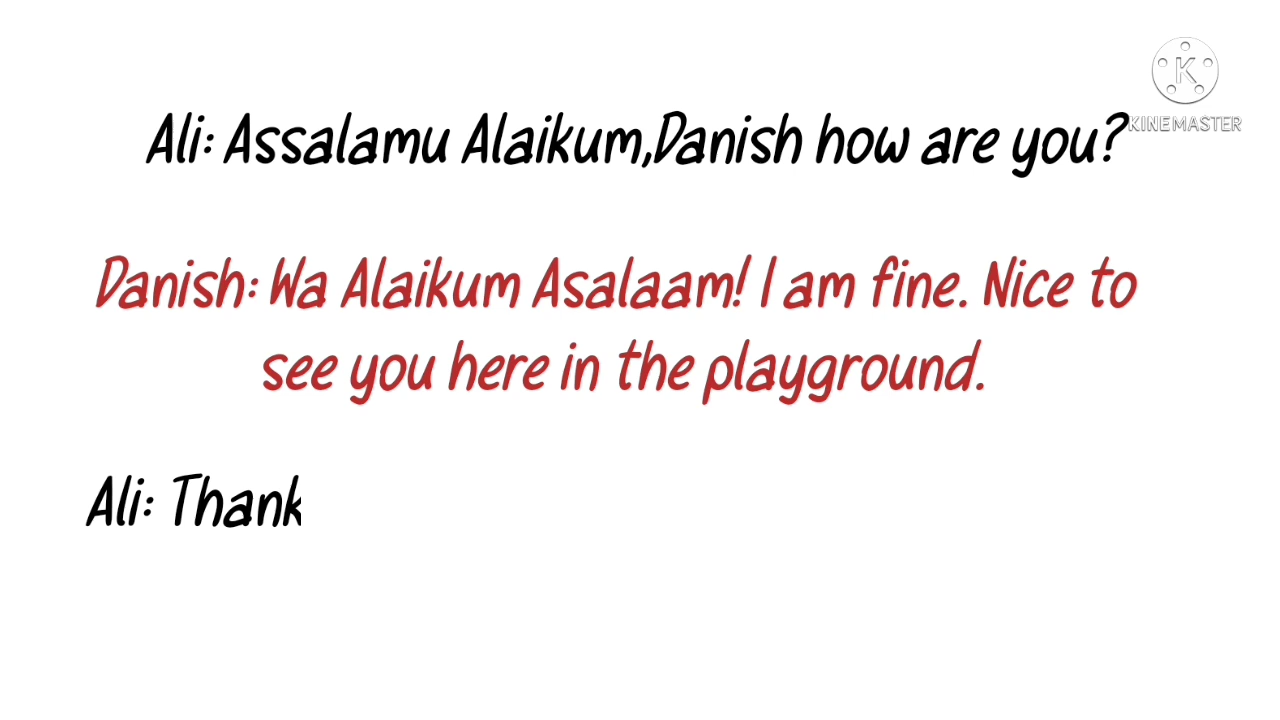 Ali: Assalamu Alaikum,Danish how are you?
KINEMASTER
Danish: Wa Alaikum Asalaam! I am fine. Nice to
see you here in the playground.
Ali: Thank